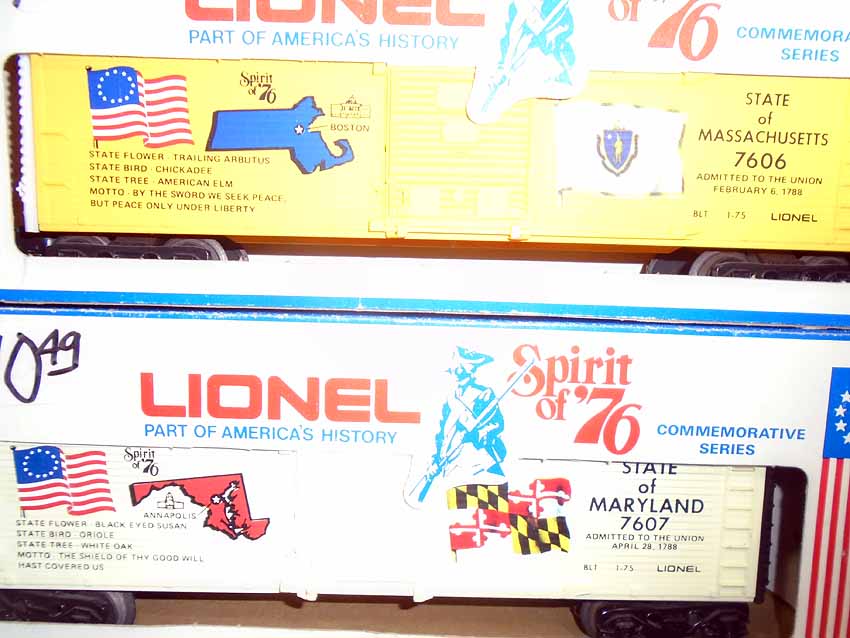 LIONEL
of '76
PART OF AMERICA'S HISTORY
COMMEMORA
SERIES
Spirit
of '76
BOSTON
STATE FLOWER - TRAILING ARBUTUS
STATE BIRD - CHICKADEE
STATE TREE - AMERICAN ELM
MOTTO - BY THE SWORD WE SEEK PEACE,
BUT PEACE ONLY UNDER LIBERTY
STATE
of
MASSACHUSETTS
7606
ADMITTED TO THE UNION
FEBRUARY 6, 1788
BLT 1-75 LIONEL
049
LIONEL
PART OF AMERICA'S HISTORY
Spirit
of '76
COMMEMORATIVE
SERIES
Spirit
of '76
ANNAPOLIS
STATE FLOWER - BLACK EYED SUSAN
STATE BIRD - ORIOLE
STATE TREE - WHITE OAK
MOTTO - THE SHIELD OF THY GOOD WILL
HAST COVERED US
STATE
of
MARYLAND
7607
ADMITTED TO THE UNION
APRIL 28, 1788
BLT 1-75 LIONEL